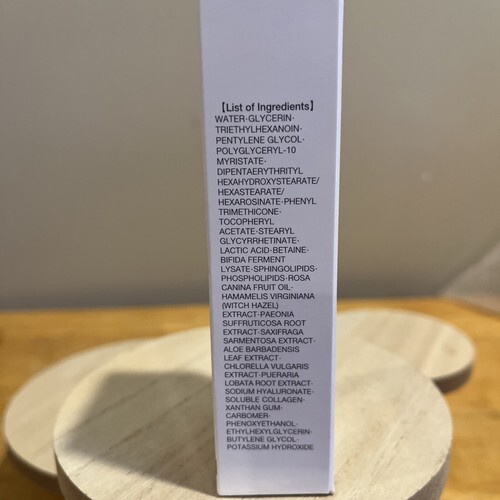 【List of Ingredients】
WATER·GLYCERIN·
TRIETHYLHEXANOIN·
PENTYLENE GLYCOL·
POLYGLYCERYL-10
MYRISTATE·
DIPENTAERYTHRITYL
HEXAHYDROXYSTEARATE/
HEXASTEARATE/
HEXAROSINATE·PHENYL
TRIMETHICONE·
TOCOPHERYL
ACETATE·STEARYL
GLYCYRRHETINATE·
LACTIC ACID·BETAINE·
BIFIDA FERMENT
LYSATE·SPHINGOLIPIDS·
PHOSPHOLIPIDS·ROSA
CANINA FRUIT OIL·
HAMAMELIS VIRGINIANA
(WITCH HAZEL)
EXTRACT·PAEONIA
SUFFRUTICOSA ROOT
EXTRACT·SAXIFRAGA
SARMENTOSA EXTRACT·
ALOE BARBADENSIS
LEAF EXTRACT·
CHLORELLA VULGARIS
EXTRACT·PUERARIA
LOBATA ROOT EXTRACT·
SODIUM HYALURONATE·
SOLUBLE COLLAGEN·
XANTHAN GUM·
CARBOMER·
PHENOXYETHANOL·
ETHYLHEXYLGLYCERIN·
BUTYLENE GLYCOL·
POTASSIUM HYDROXIDE